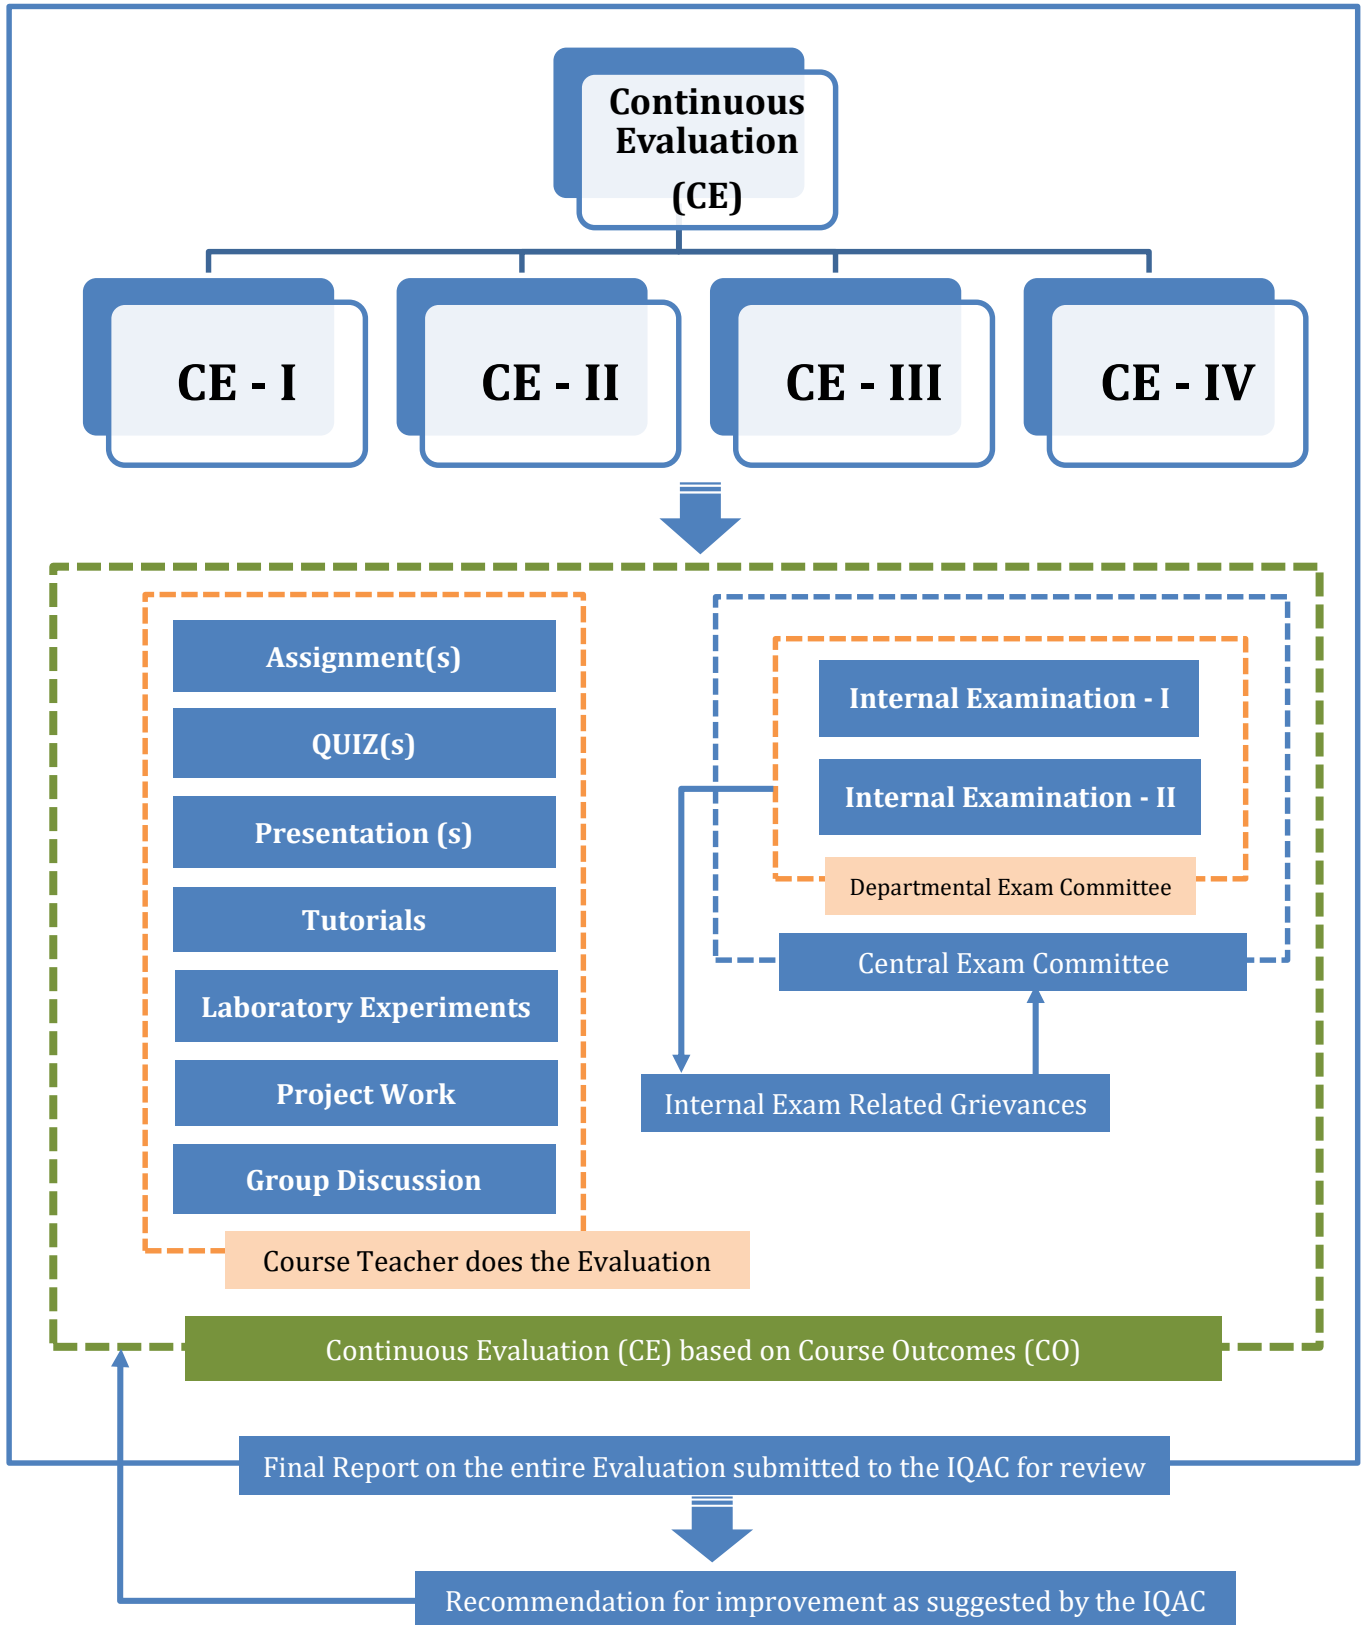 Continuous
Evaluation
(CE)
CE - I
CE - II
CE - III
CE - IV
Assignment(s)
QUIZ(s)
Presentation (s)
Tutorials
Laboratory Experiments
Project Work
Group Discussion
Course Teacher does the Evaluation
Internal Examination - I
Internal Examination - II
Departmental Exam Committee
Central Exam Committee
Internal Exam Related Grievances
Continuous Evaluation (CE) based on Course Outcomes (CO)
Final Report on the entire Evaluation submitted to the IQAC for review
Recommendation for improvement as suggested by the IQAC